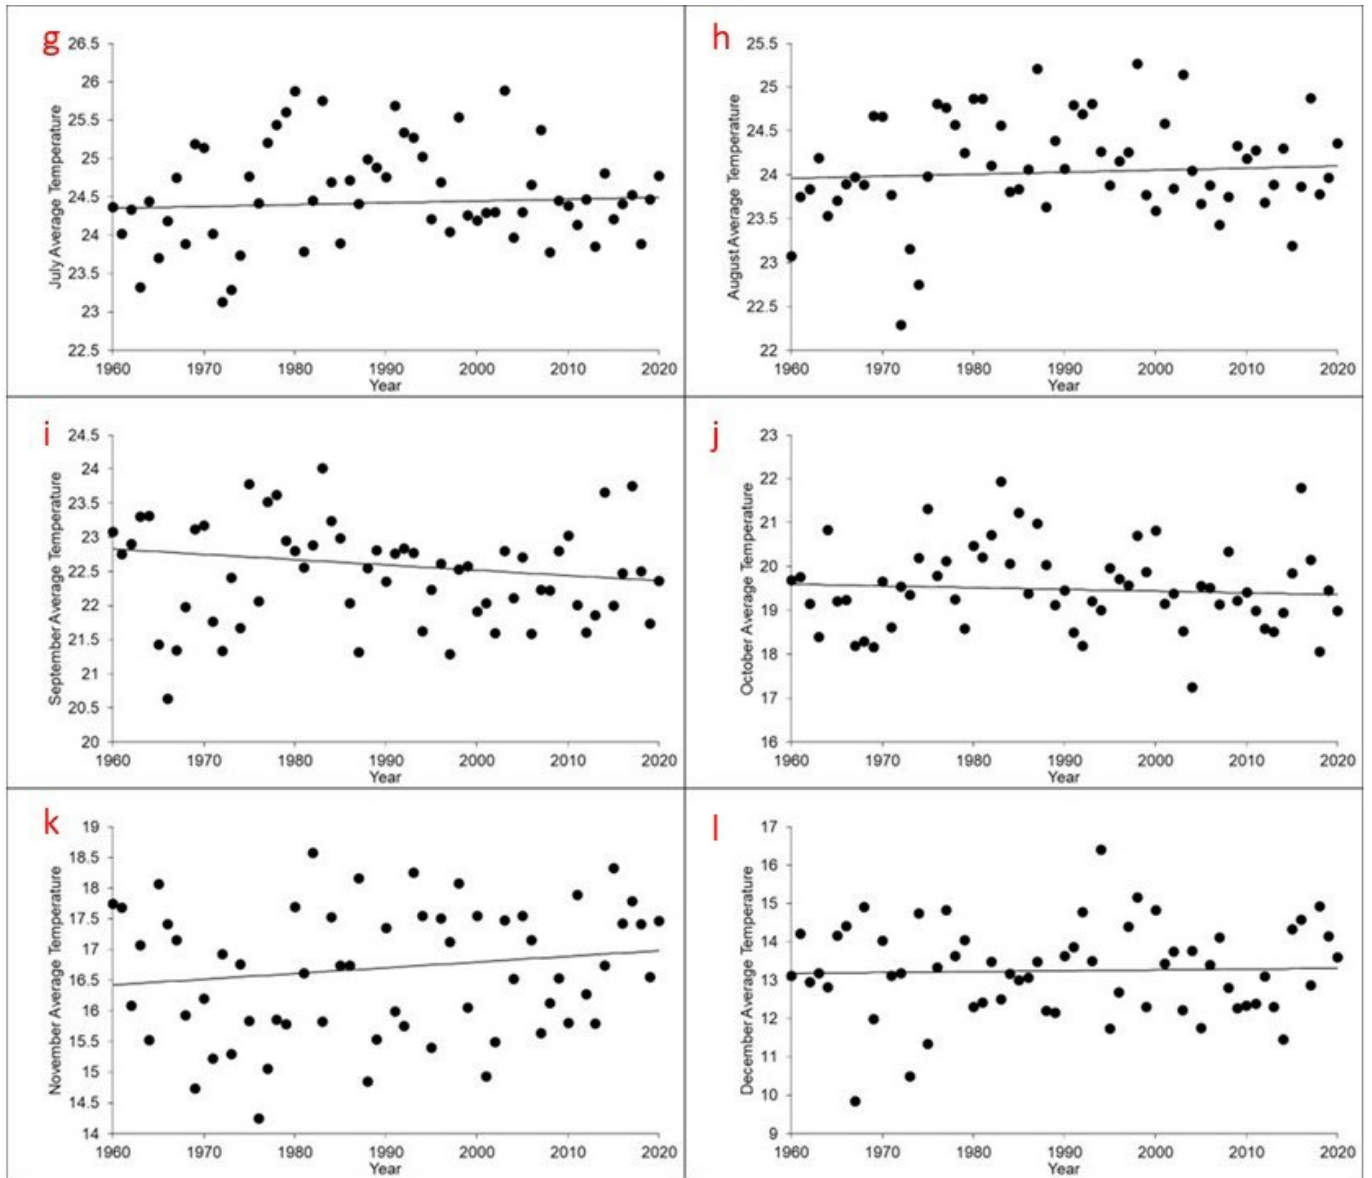 g
July Average Temperature
26.5
26
25.5
25
24.5
24
23.5
23
22.5
1960 1970 1980 1990 2000 2010 2020
Year
h
August Average Temperature
25.5
25
24.5
24
23.5
23
22.5
22
1960 1970 1980 1990 2000 2010 2020
Year
i
September Average Temperature
24.5
24
23.5
23
22.5
22
21.5
21
20.5
20
1960 1970 1980 1990 2000 2010 2020
Year
j
October Average Temperature
23
22
21
20
19
18
17
16
1960 1970 1980 1990 2000 2010 2020
Year
k
November Average Temperature
19
18.5
18
17.5
17
16.5
16
15.5
15
14.5
14
1960 1970 1980 1990 2000 2010 2020
Year
l
December Average Temperature
17
16
15
14
13
12
11
10
9
1960 1970 1980 1990 2000 2010 2020
Year